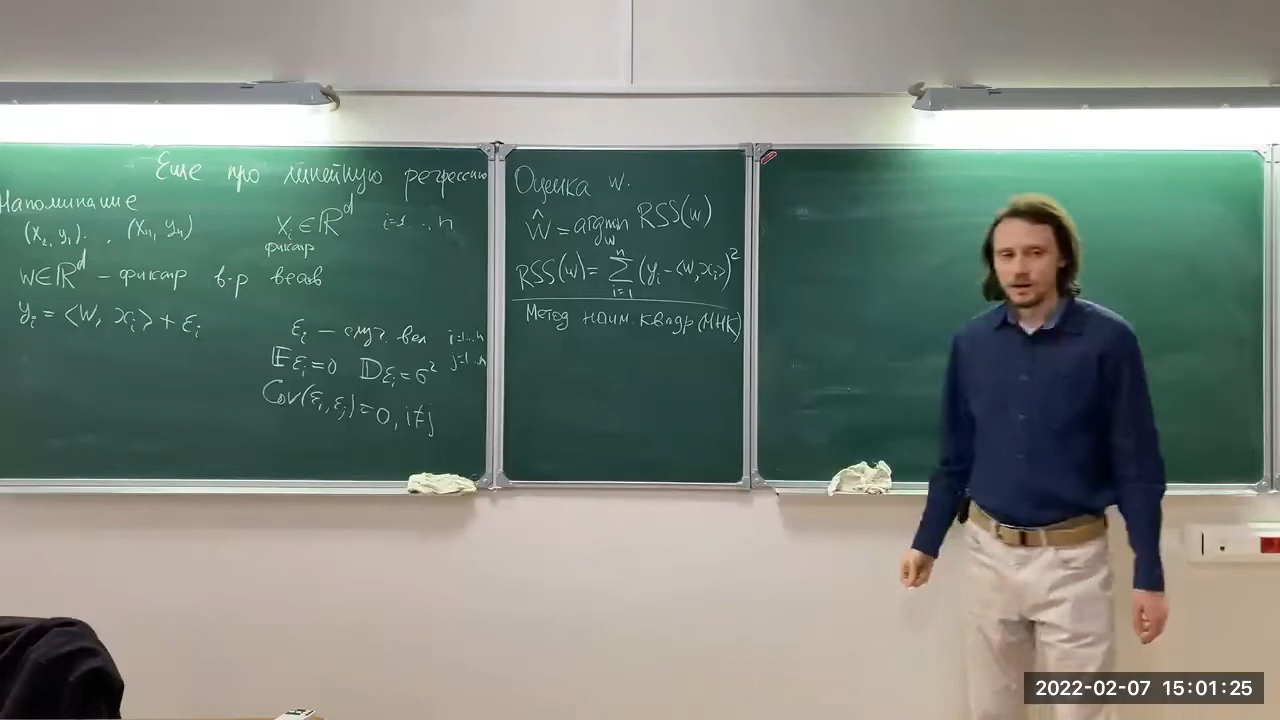 Еще про линейную регрессию
Напоминание
(x₁, y₁), . . , (xₙ, yₙ)
xᵢ ∈ ℝᵈ i=1...n
фиксир
w∈ℝᵈ – фиксир в-р весов
yᵢ = ⟨w, xᵢ⟩ + εᵢ
εᵢ – случ. вел i=1...n
j=1...n
𝔼εᵢ=0 𝔻εᵢ=σ²
Cov(εᵢ, εⱼ)=0, i≠j
Оценка w.
ŵ = argmin RSS(w)
w
RSS(w)= ∑ⁿᵢ₌₁ (yᵢ - ⟨w, xᵢ⟩)²
Метод наим. квадр (МНК)
2022-02-07 15:01:25